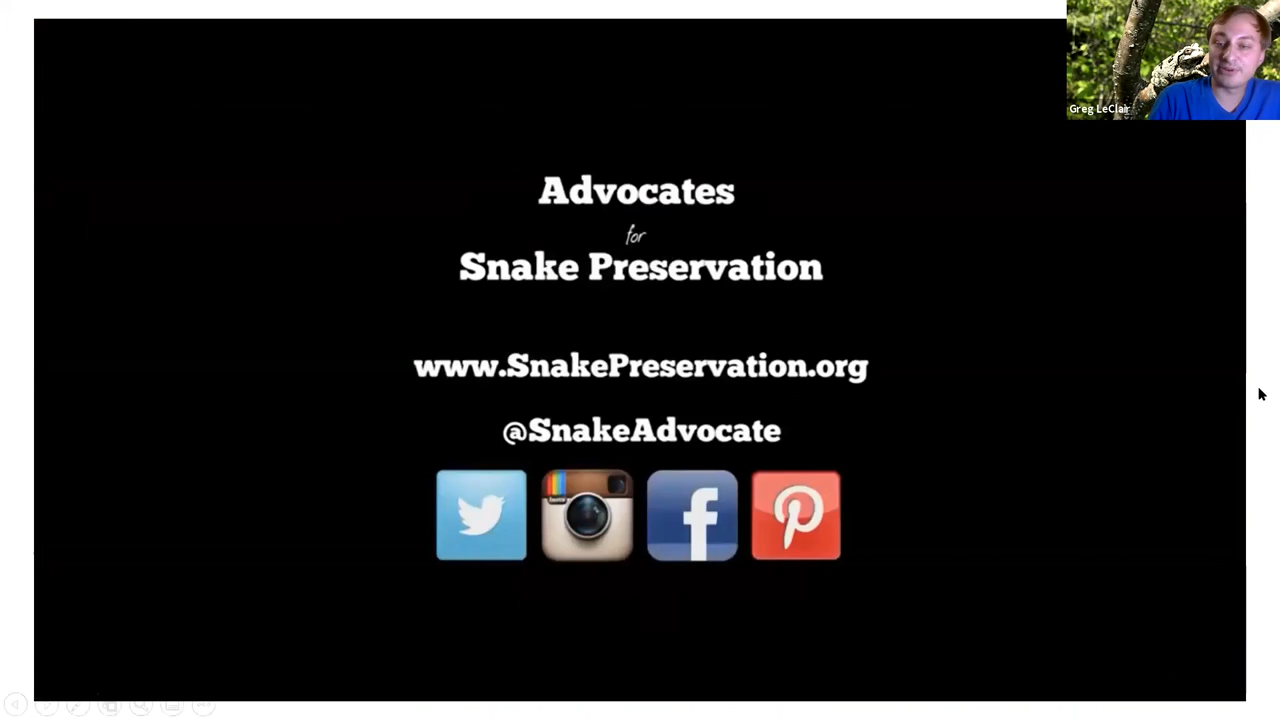 Greg LeClair
Advocates
for
Snake Preservation
www.SnakePreservation.org
@SnakeAdvocate